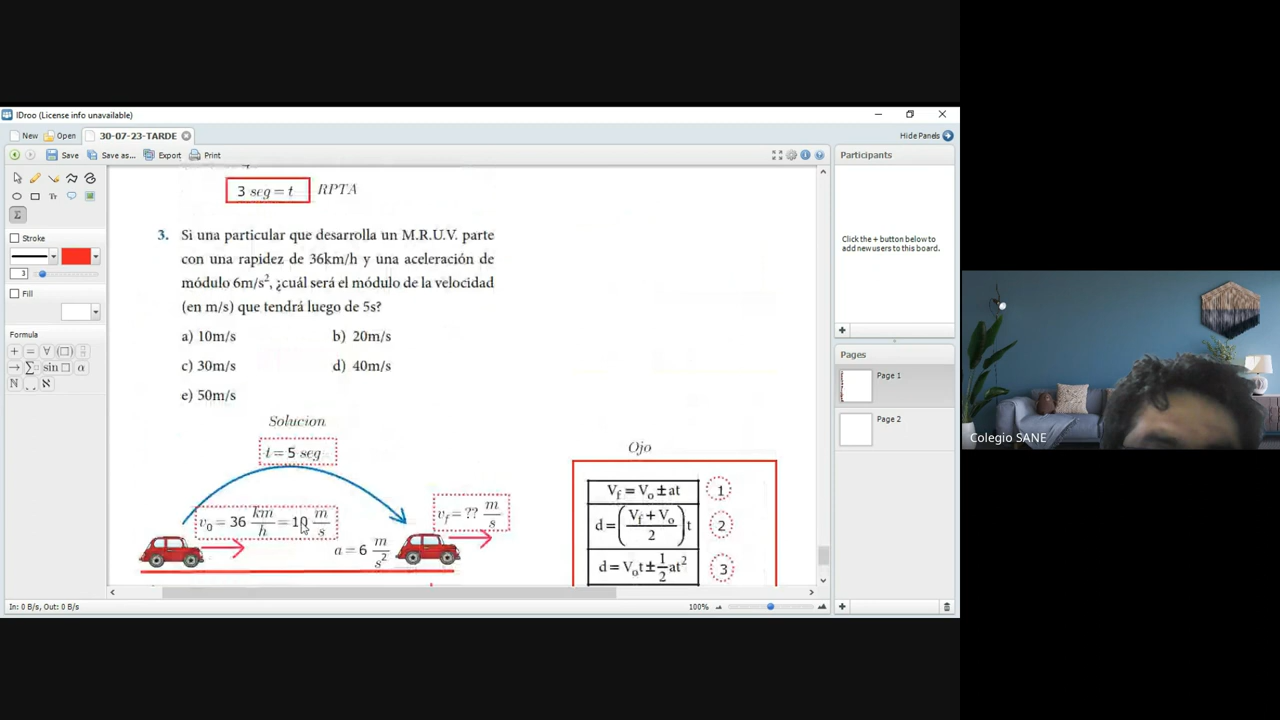 IDroo (License info unavailable)
New Open 30-07-23-TARDE Hide Panels
Save Save as... Export Print Participants
3 seg = t RPTA
3. Si una particular que desarrolla un M.R.U.V. parte
con una rapidez de 36km/h y una aceleración de
módulo 6m/s², ¿cuál será el módulo de la velocidad
(en m/s) que tendrá luego de 5s?
a) 10m/s b) 20m/s
c) 30m/s d) 40m/s
e) 50m/s
Solucion
t = 5 seg
v₀ = 36 km/h = 10 m/s
a = 6 m/s²
v_f = ?? m/s
Ojo
V_f = V_o ± at 1
d = ((V_f + V_o)/2) t 2
d = V_o t ± 1/2 at² 3
Stroke
3
Fill
Formula
+ = ∀ (□)
→ ∑ sin □ α
ℕ ℵ
Tr
Σ
Click the + button below to
add new users to this board.
Pages
Page 1
Page 2
In: 0 B/s, Out: 0 B/s 100%
Colegio SANE